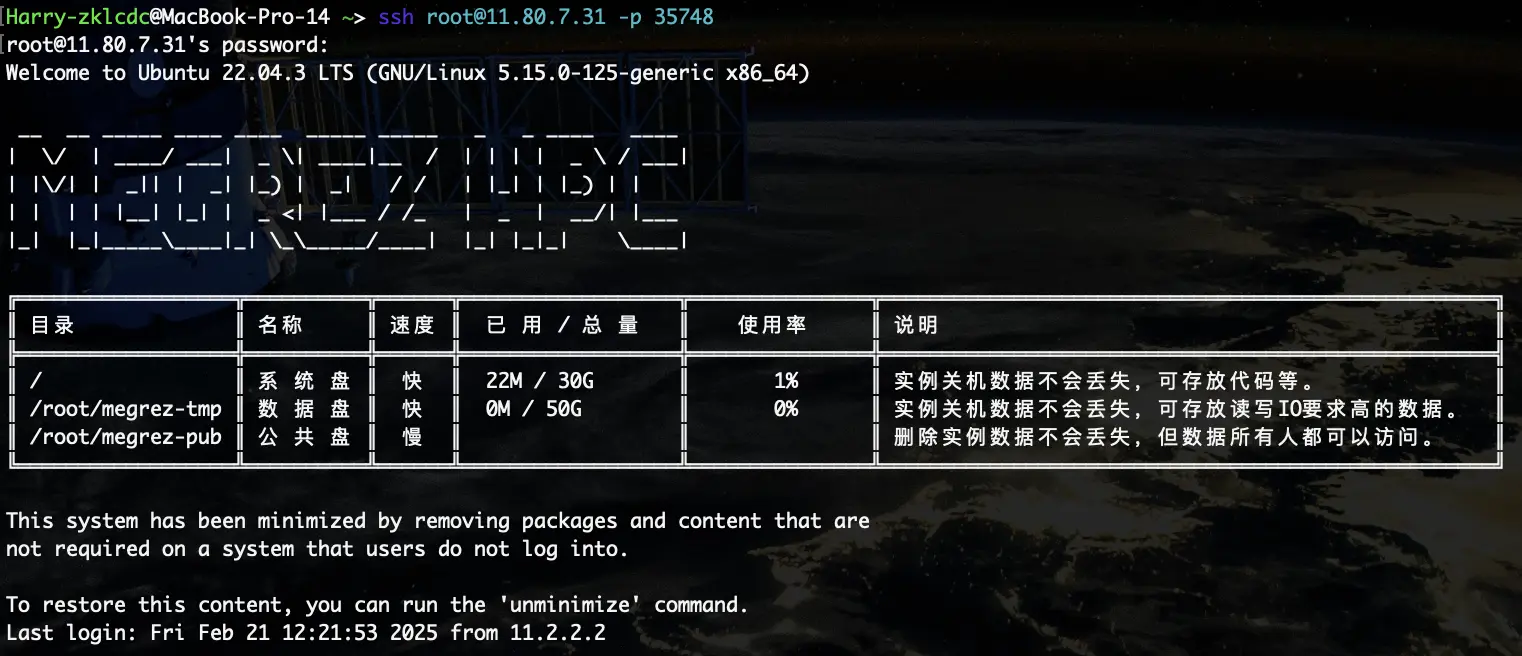 Harry-zklcdc@MacBook-Pro-14 ~> ssh root@11.80.7.31 -p 35748
root@11.80.7.31's password:
Welcome to Ubuntu 22.04.3 LTS (GNU/Linux 5.15.0-125-generic x86_64)
MEGREZ HPC
目录 名称 速度 已 用 / 总 量 使用率 说明
/ 系 统 盘 快 22M / 30G 1% 实例关机数据不会丢失，可存放代码等。
/root/megrez-tmp 数 据 盘 快 0M / 50G 0% 实例关机数据不会丢失，可存放读写IO要求高的数据。
/root/megrez-pub 公 共 盘 慢 删除实例数据不会丢失，但数据所有人都可以访问。
This system has been minimized by removing packages and content that are
not required on a system that users do not log into.
To restore this content, you can run the 'unminimize' command.
Last login: Fri Feb 21 12:21:53 2025 from 11.2.2.2